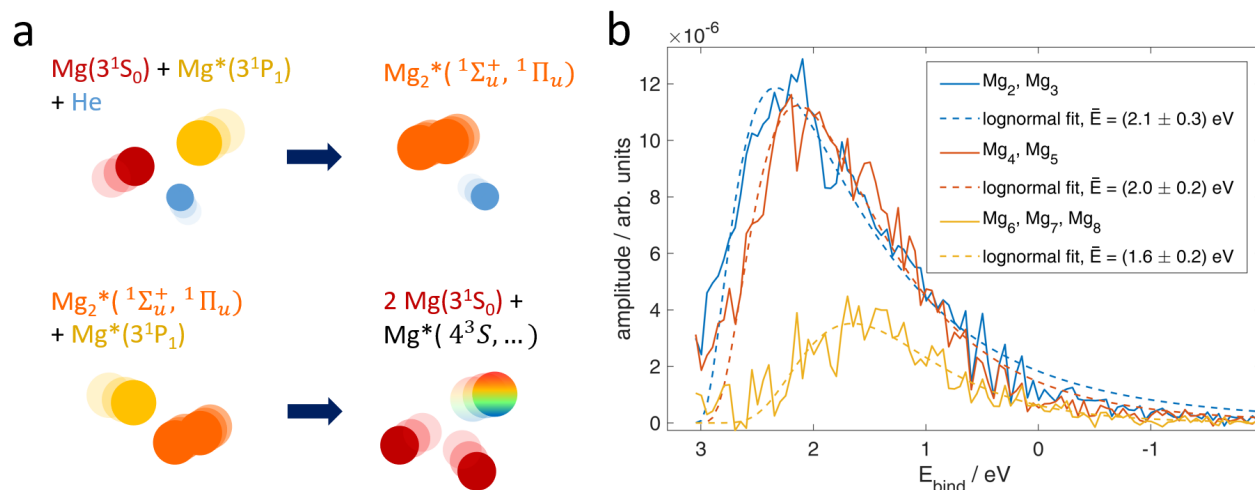 a
Mg(3¹S₀) + Mg*(3¹P₁)
+ He
Mg₂*(¹Σᵤ⁺, ¹Πᵤ)
Mg₂*(¹Σᵤ⁺, ¹Πᵤ)
+ Mg*(3¹P₁)
2 Mg(3¹S₀) +
Mg*(4³S, ...)
b
×10⁻⁶
12
10
8
6
4
2
0
amplitude / arb. units
Mg₂, Mg₃
lognormal fit, Ē = (2.1 ± 0.3) eV
Mg₄, Mg₅
lognormal fit, Ē = (2.0 ± 0.2) eV
Mg₆, Mg₇, Mg₈
lognormal fit, Ē = (1.6 ± 0.2) eV
3 2 1 0 -1
E_bind / eV